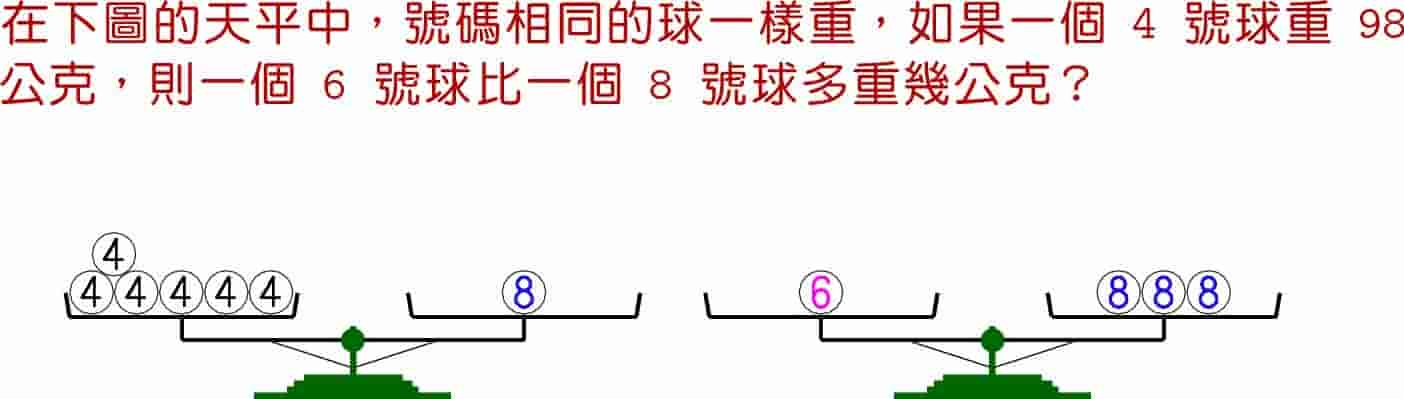 在下圖的天平中，號碼相同的球一樣重，如果一個 4 號球重 98
公克，則一個 6 號球比一個 8 號球多重幾公克？
4
4 4 4 4 4 8 6 8 8 8